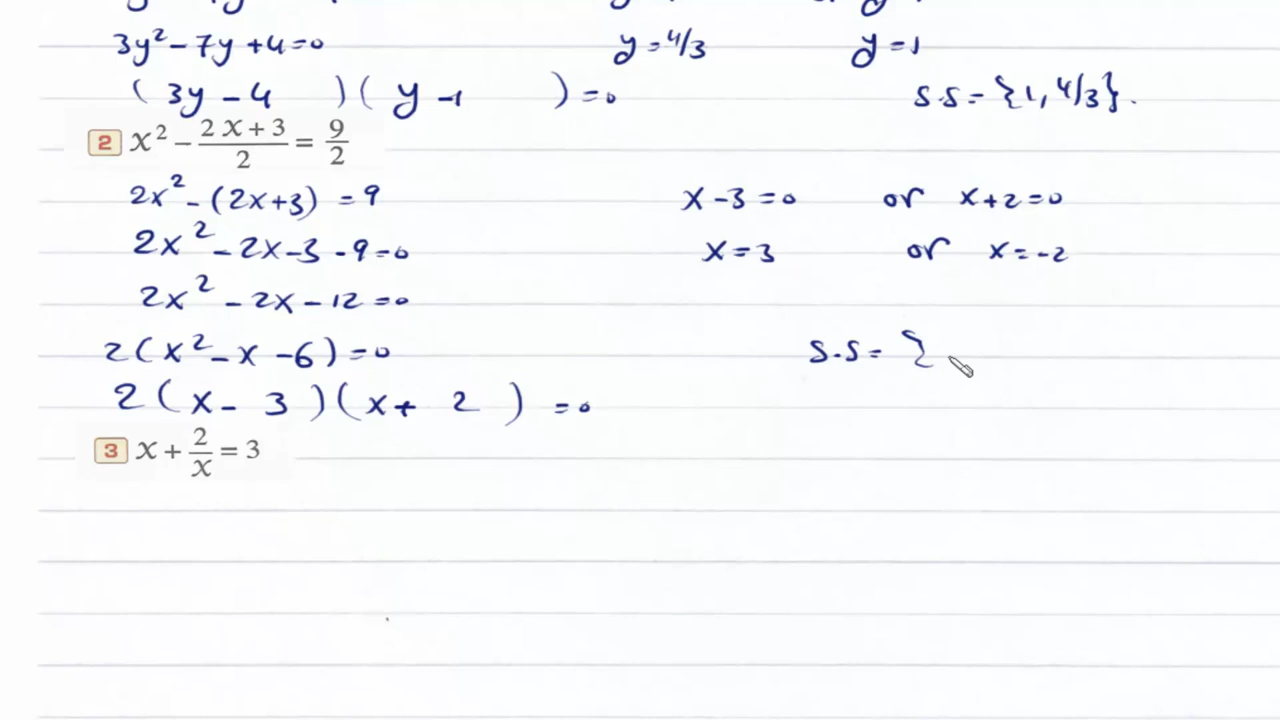 3y² - 7y + 4 = 0
y = 4/3
y = 1
(3y - 4)(y - 1) = 0
S.S = {1, 4/3}.
2 x² - (2x + 3)/2 = 9/2
2x² - (2x+3) = 9
x - 3 = 0 or x + 2 = 0
2x² - 2x - 3 - 9 = 0
x = 3 or x = -2
2x² - 2x - 12 = 0
2(x² - x - 6) = 0
S.S = {
2(x - 3)(x + 2) = 0
3 x + 2/x = 3